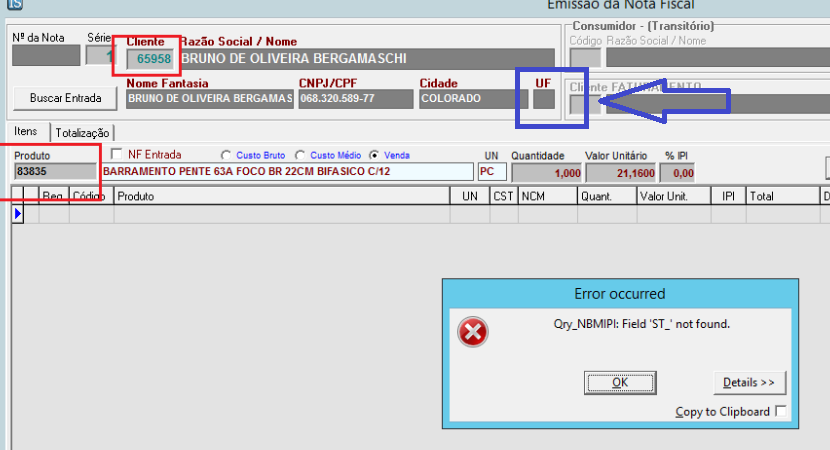 IS
Emissão da Nota Fiscal
Nº da Nota Série Cliente Razão Social / Nome
1 65958 BRUNO DE OLIVEIRA BERGAMASCHI
Consumidor - (Transitório)
Código Razão Social / Nome
Buscar Entrada
Nome Fantasia CNPJ/CPF Cidade UF
BRUNO DE OLIVEIRA BERGAMAS 068.320.589-77 COLORADO
Cliente FATURAMENTO
Itens Totalização
Produto NF Entrada Custo Bruto Custo Médio Venda UN Quantidade Valor Unitário % IPI
83835 BARRAMENTO PENTE 63A FOCO BR 22CM BIFASICO C/12 PC 1,000 21,1600 0,00
Reg Código Produto UN CST NCM Quant. Valor Unit. IPI Total D
Error occurred
Qry_NBMIPI: Field 'ST_' not found.
OK Details >>
Copy to Clipboard